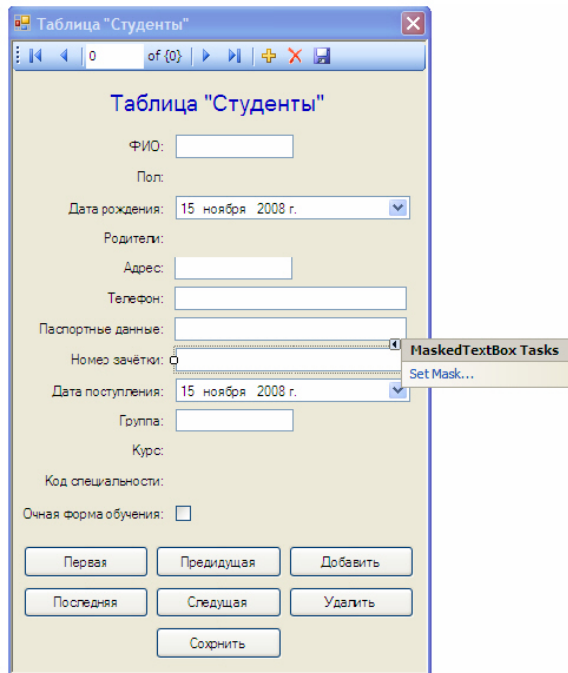 Таблица "Студенты"
0 of {0}
Таблица "Студенты"
ФИО:
Пол:
Дата рождения: 15 ноября 2008 г.
Родители:
Адрес:
Телефон:
Паспортные данные:
MaskedTextBox Tasks
Номер зачётки:
Set Mask...
Дата поступления: 15 ноября 2008 г.
Группа:
Курс:
Код специальности:
Очная форма обучения:
Первая Предидущая Добавить
Последняя Следущая Удалить
Сохрнить